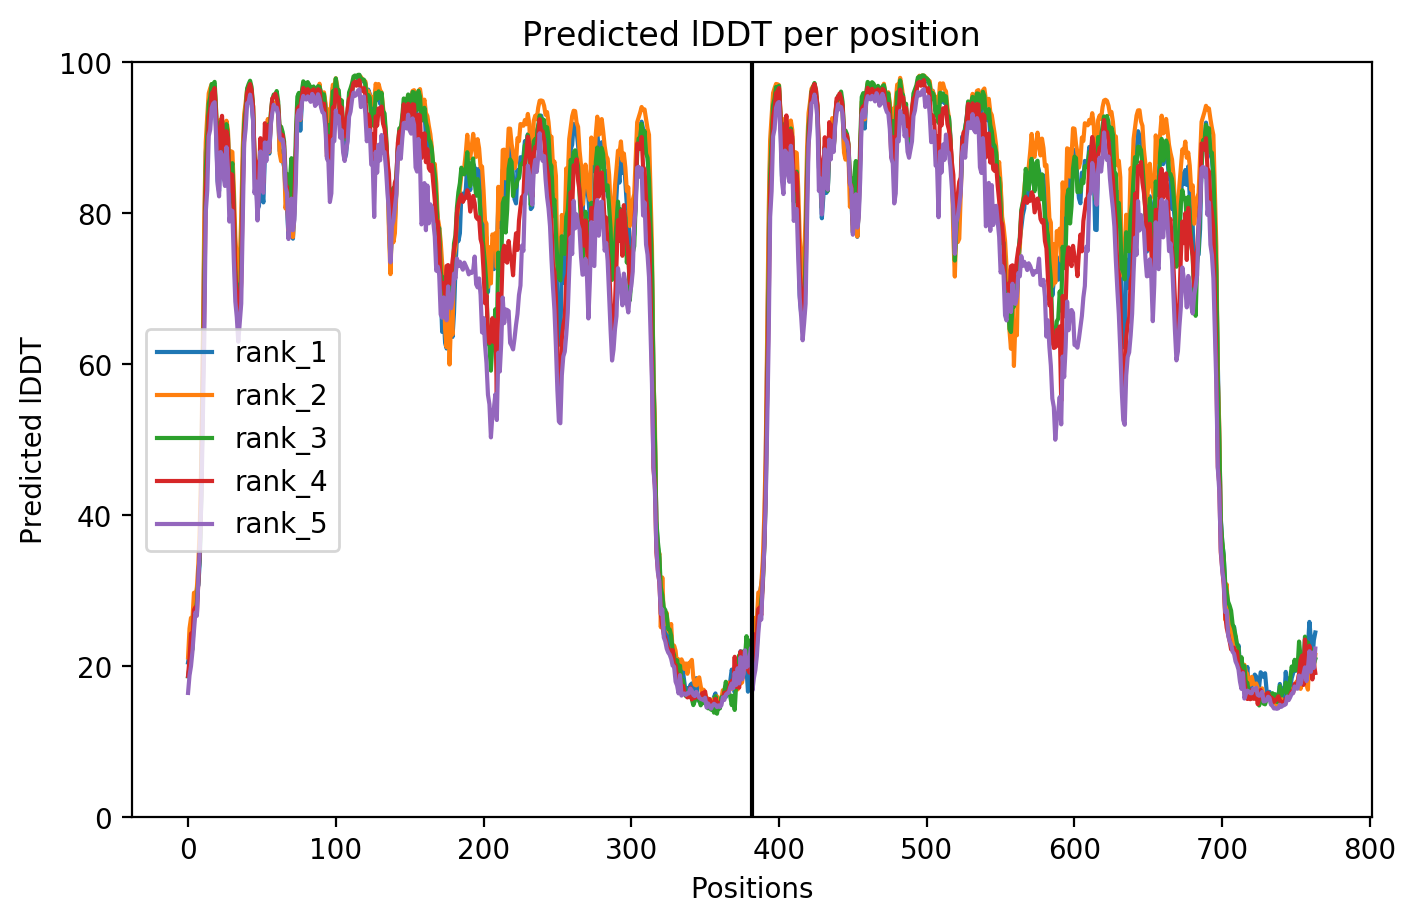 Predicted lDDT per position
100
80
60
40
20
0
Predicted lDDT
rank_1
rank_2
rank_3
rank_4
rank_5
0 100 200 300 400 500 600 700 800
Positions